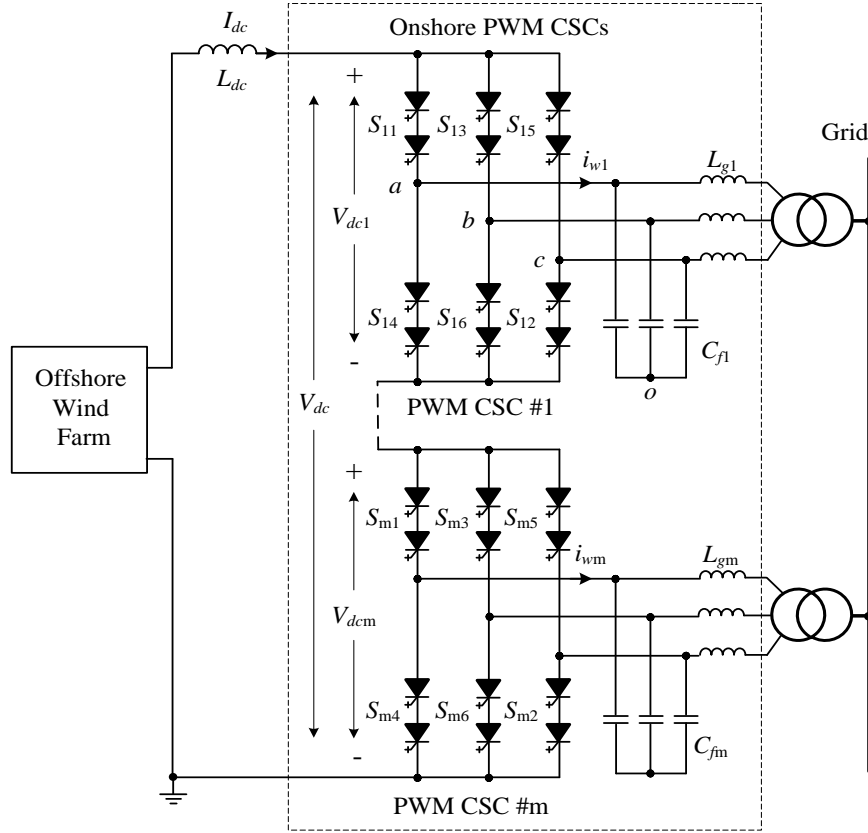 Onshore PWM CSCs
I_dc
L_dc
+
S_11
S_13
S_15
Grid
i_w1
L_g1
a
V_dc1
b
c
S_14
S_16
S_12
C_f1
-
o
Offshore
Wind
Farm
V_dc
PWM CSC #1
+
S_m1
S_m3
S_m5
i_wm
L_gm
V_dcm
S_m4
S_m6
S_m2
C_fm
-
PWM CSC #m